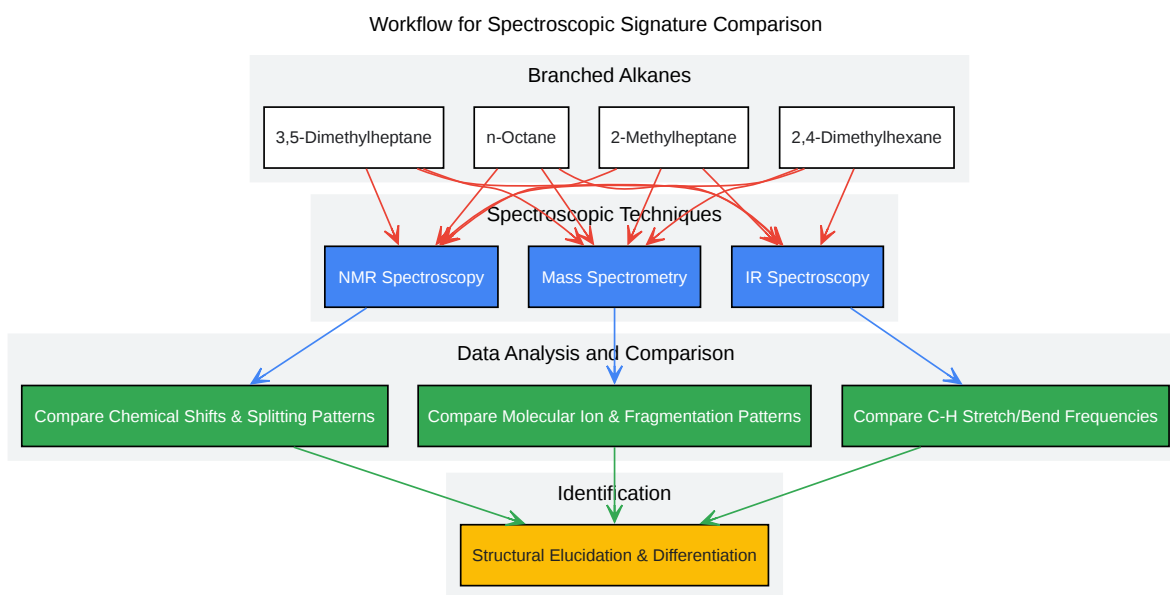 Workflow for Spectroscopic Signature Comparison
Branched Alkanes
3,5-Dimethylheptane
n-Octane
2-Methylheptane
2,4-Dimethylhexane
Spectroscopic Techniques
NMR Spectroscopy
Mass Spectrometry
IR Spectroscopy
Data Analysis and Comparison
Compare Chemical Shifts & Splitting Patterns
Compare Molecular Ion & Fragmentation Patterns
Compare C-H Stretch/Bend Frequencies
Identification
Structural Elucidation & Differentiation